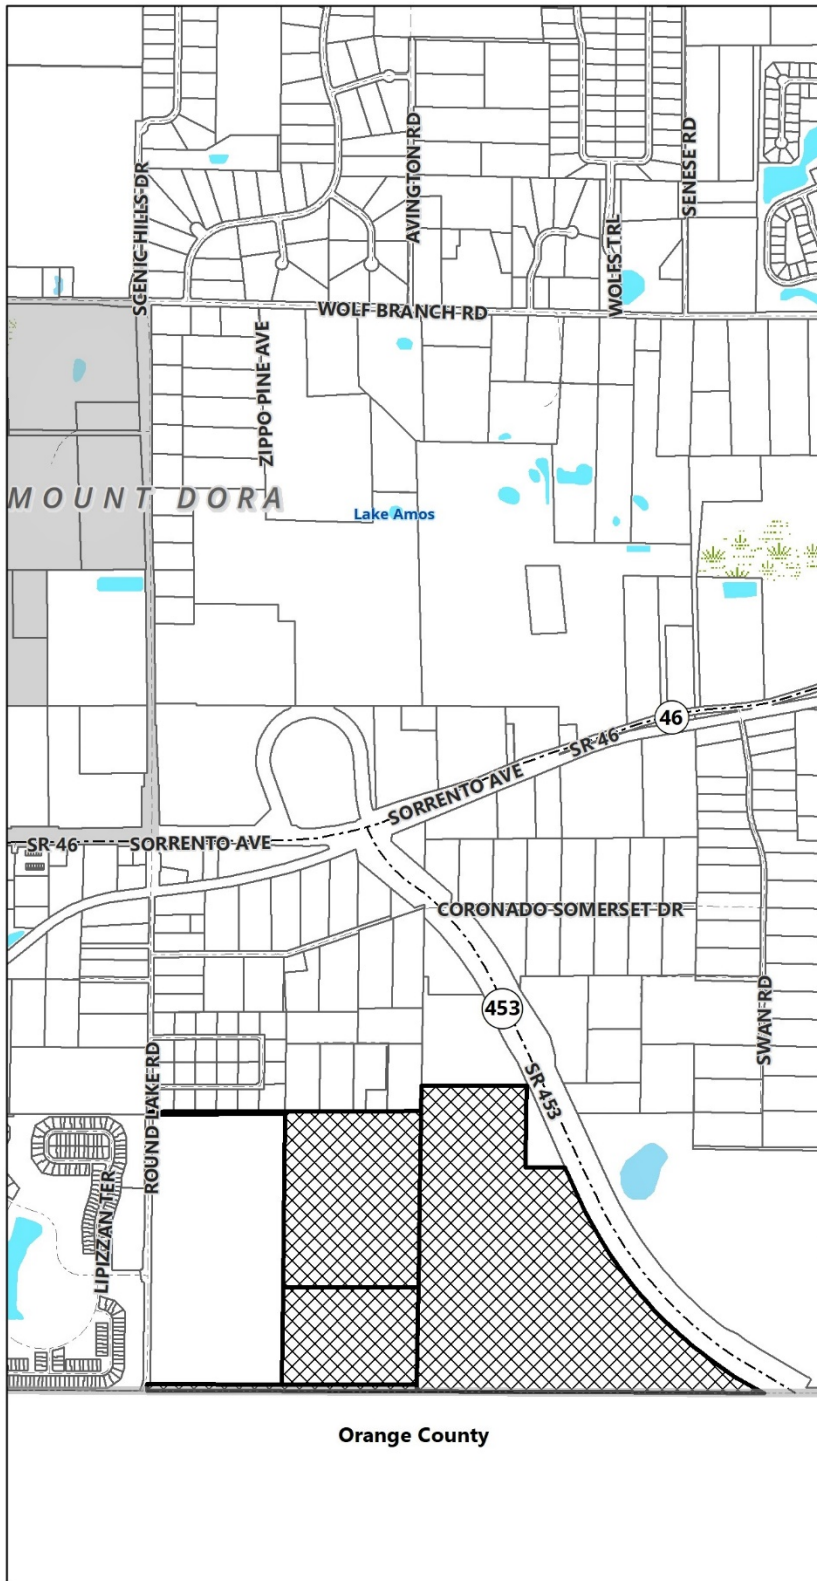 SCENIC HILLS DR
AVINGTON RD
SENESE RD
WOLFS TRL
WOLF BRANCH RD
ZIPPO PINE AVE
MOUNT DORA
Lake Amos
46
SR 46
SORRENTO AVE
SR 46
SORRENTO AVE
CORONADO SOMERSET DR
453
SWAN RD
SR 453
ROUND LAKE RD
LIPIZZAN TER
Orange County